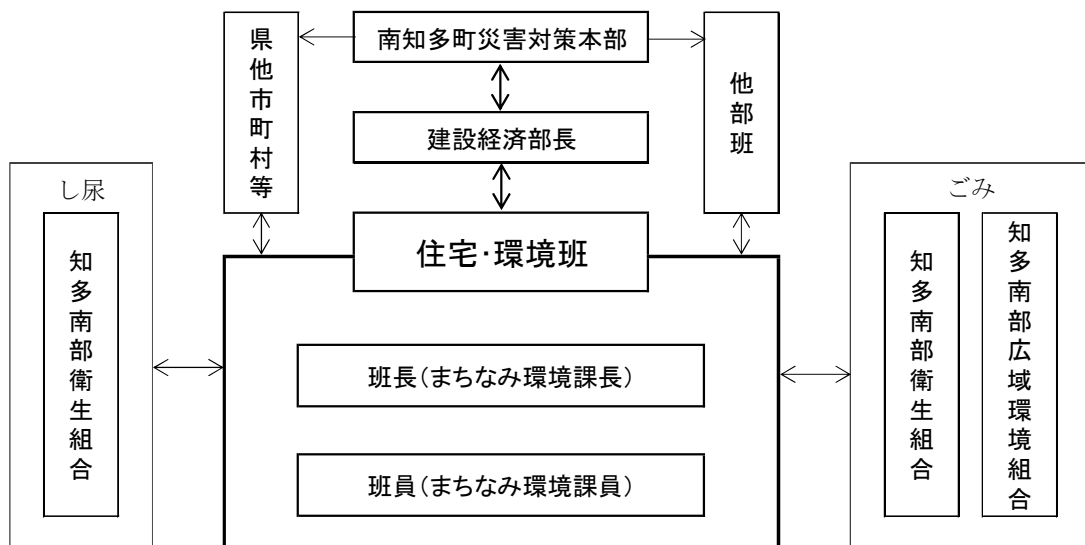 南知多町災害対策本部
県他市町村等
他部班
建設経済部長
し尿
知多南部衛生組合
住宅・環境班
班長(まちなみ環境課長)
班員(まちなみ環境課員)
ごみ
知多南部衛生組合
知多南部広域環境組合